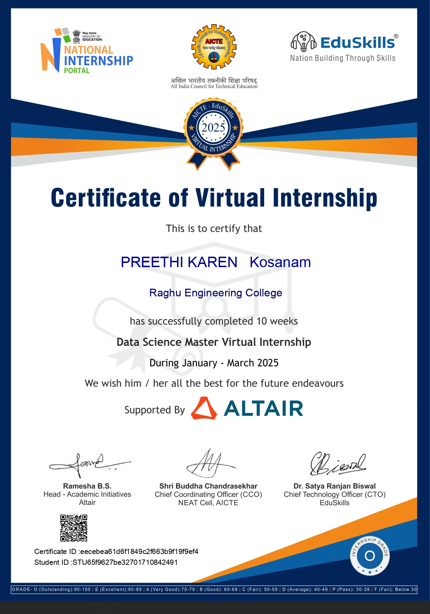 NATIONAL
INTERNSHIP
PORTAL
MINISTRY OF
EDUCATION
AICTE
अखिल भारतीय तकनीकी शिक्षा परिषद्
All India Council for Technical Education
EduSkills®
Nation Building Through Skills
AICTE - EduSkills
2025
VIRTUAL INTERNSHIP
Certificate of Virtual Internship
This is to certify that
PREETHI KAREN Kosanam
Raghu Engineering College
has successfully completed 10 weeks
Data Science Master Virtual Internship
During January - March 2025
We wish him / her all the best for the future endeavours
Supported By ALTAIR
Ramesha B.S.
Head - Academic Initiatives
Altair
Shri Buddha Chandrasekhar
Chief Coordinating Officer (CCO)
NEAT Cell, AICTE
Dr. Satya Ranjan Biswal
Chief Technology Officer (CTO)
EduSkills
Certificate ID :ecebea61d6f1849c2f663b9f19f9ef4
Student ID :STU65f9627be32701710842491
INTERNSHIP GRADE
O
GRADE- O (Outstanding):90-100 | E (Excellent):80-89 | A (Very Good):70-79 | B (Good): 60-69 | C (Fair): 50-59 | D (Average): 40-49 | P (Pass): 30-39 | F (Fail): Below 30